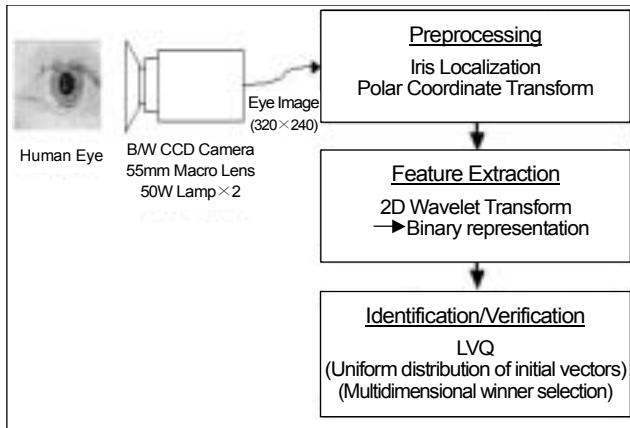 Human Eye
B/W CCD Camera
55mm Macro Lens
50W Lamp×2
Eye Image
(320×240)
Preprocessing
Iris Localization
Polar Coordinate Transform
Feature Extraction
2D Wavelet Transform
→Binary representation
Identification/Verification
LVQ
(Uniform distribution of initial vectors)
(Multidimensional winner selection)